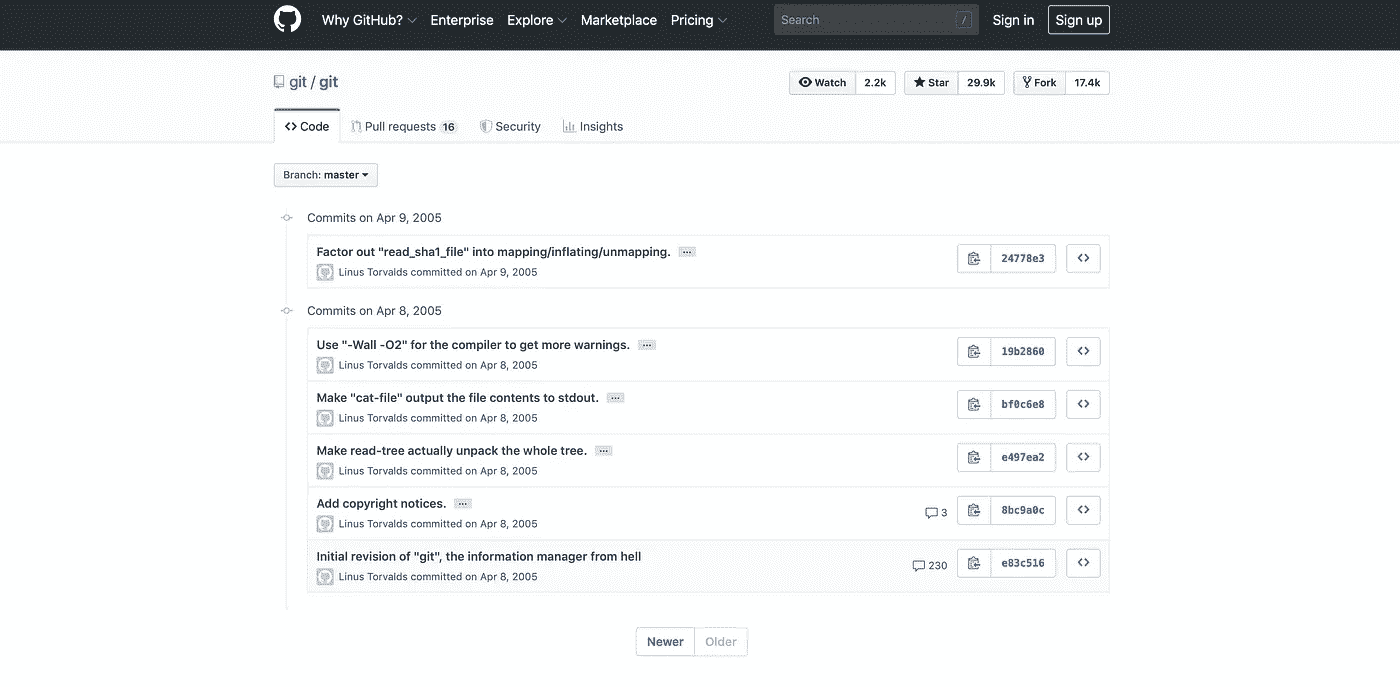 Why GitHub? Enterprise Explore Marketplace Pricing Search / Sign in Sign up
git / git Watch 2.2k Star 29.9k Fork 17.4k
<> Code Pull requests 16 Security Insights
Branch: master
Commits on Apr 9, 2005
Factor out "read_sha1_file" into mapping/inflating/unmapping. ... 24778e3 <>
Linus Torvalds committed on Apr 9, 2005
Commits on Apr 8, 2005
Use "-Wall -O2" for the compiler to get more warnings. ... 19b2860 <>
Linus Torvalds committed on Apr 8, 2005
Make "cat-file" output the file contents to stdout. ... bf0c6e8 <>
Linus Torvalds committed on Apr 8, 2005
Make read-tree actually unpack the whole tree. ... e497ea2 <>
Linus Torvalds committed on Apr 8, 2005
Add copyright notices. ... 3 8bc9a0c <>
Linus Torvalds committed on Apr 8, 2005
Initial revision of "git", the information manager from hell 230 e83c516 <>
Linus Torvalds committed on Apr 8, 2005
Newer Older